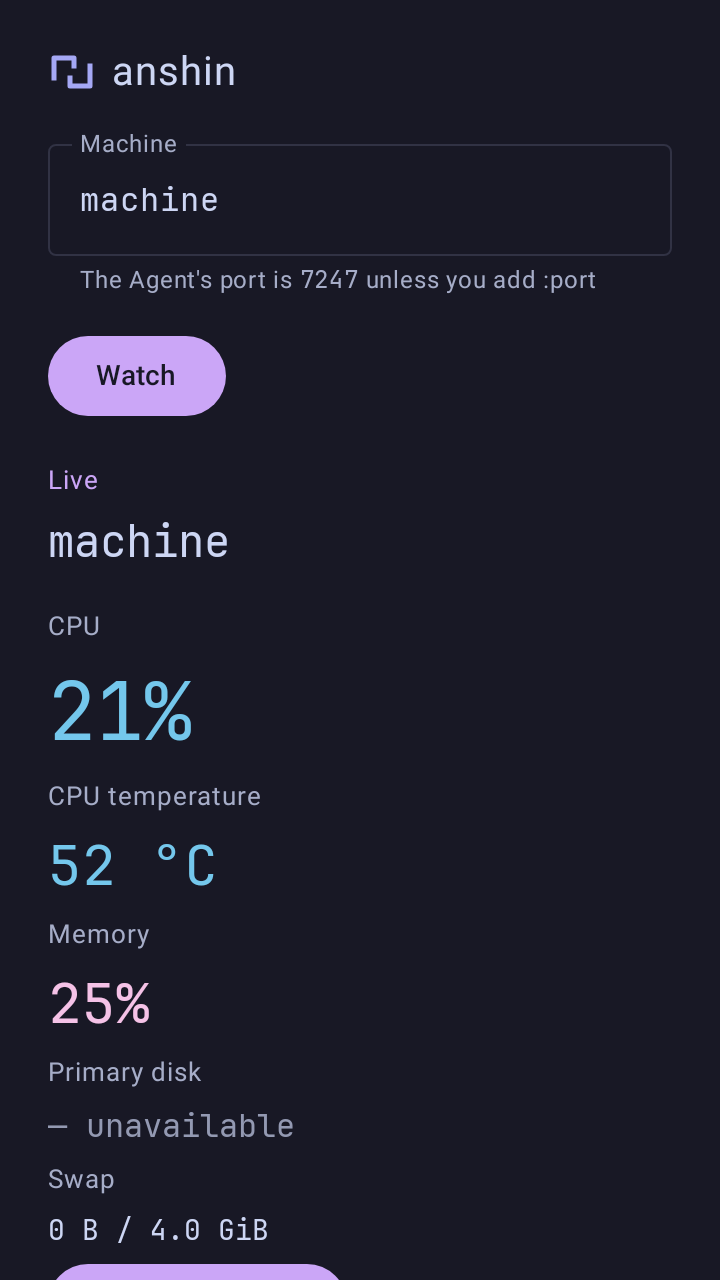 anshin
Machine
machine
The Agent's port is 7247 unless you add :port
Watch
Live
machine
CPU
21%
CPU temperature
52 °C
Memory
25%
Primary disk
— unavailable
Swap
0 B / 4.0 GiB